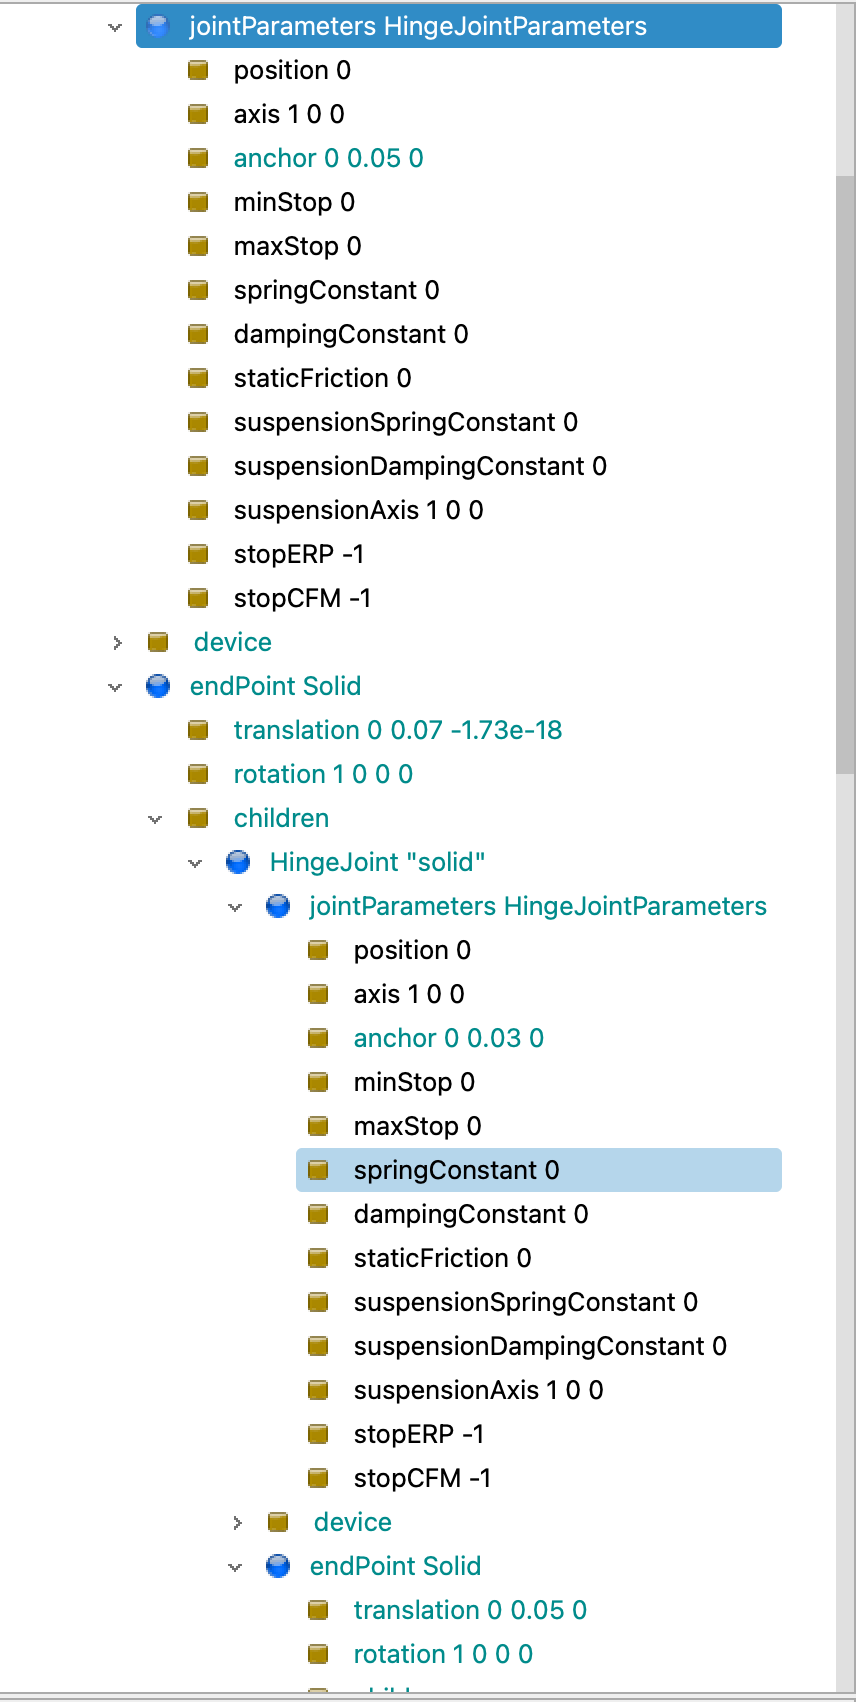 jointParameters HingeJointParameters
position 0
axis 1 0 0
anchor 0 0.05 0
minStop 0
maxStop 0
springConstant 0
dampingConstant 0
staticFriction 0
suspensionSpringConstant 0
suspensionDampingConstant 0
suspensionAxis 1 0 0
stopERP -1
stopCFM -1
device
endPoint Solid
translation 0 0.07 -1.73e-18
rotation 1 0 0 0
children
HingeJoint "solid"
jointParameters HingeJointParameters
position 0
axis 1 0 0
anchor 0 0.03 0
minStop 0
maxStop 0
springConstant 0
dampingConstant 0
staticFriction 0
suspensionSpringConstant 0
suspensionDampingConstant 0
suspensionAxis 1 0 0
stopERP -1
stopCFM -1
device
endPoint Solid
translation 0 0.05 0
rotation 1 0 0 0